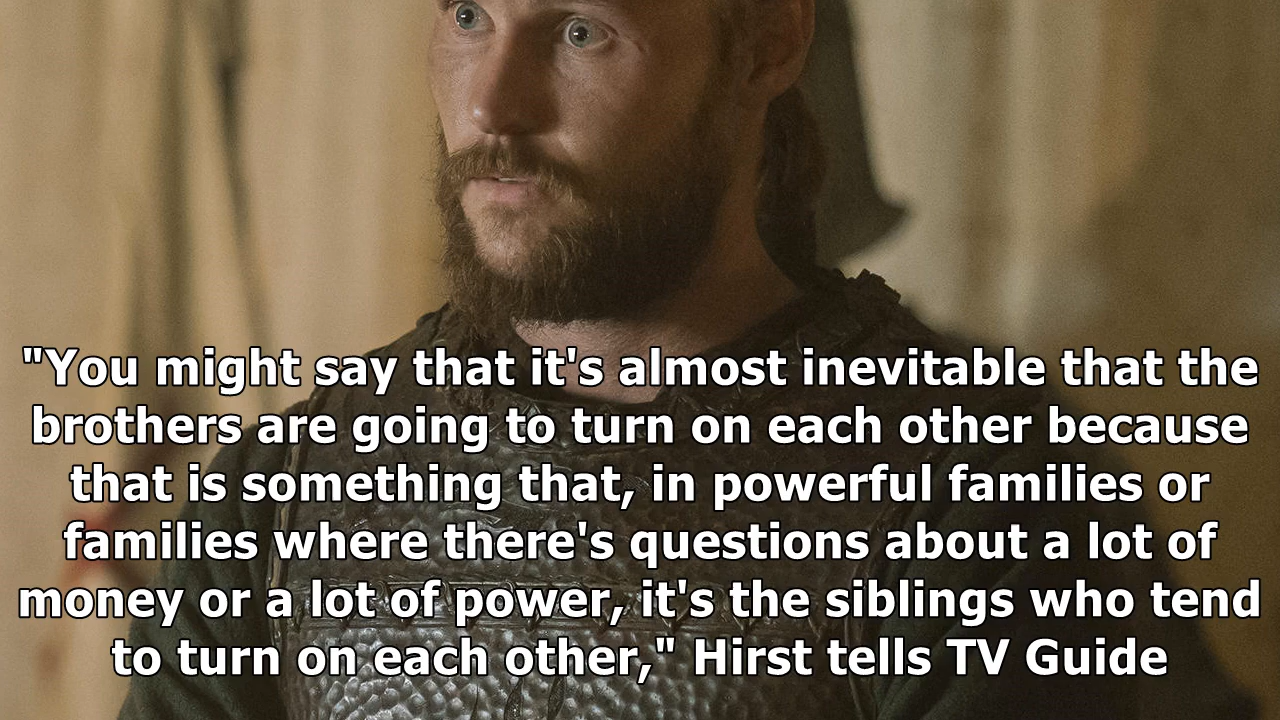 "You might say that it's almost inevitable that the
brothers are going to turn on each other because
that is something that, in powerful families or
families where there's questions about a lot of
money or a lot of power, it's the siblings who tend
to turn on each other," Hirst tells TV Guide